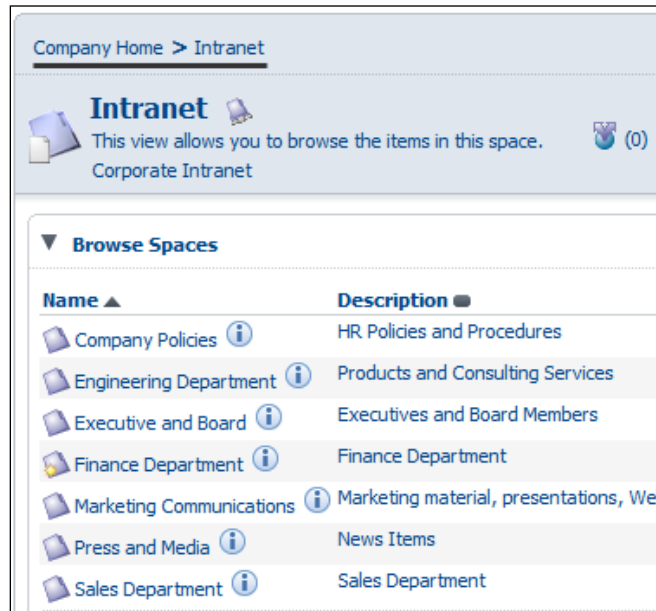 Company Home > Intranet
Intranet
This view allows you to browse the items in this space.
(0)
Corporate Intranet
Browse Spaces
Name Description
Company Policies HR Policies and Procedures
Engineering Department Products and Consulting Services
Executive and Board Executives and Board Members
Finance Department Finance Department
Marketing Communications Marketing material, presentations, We
Press and Media News Items
Sales Department Sales Department